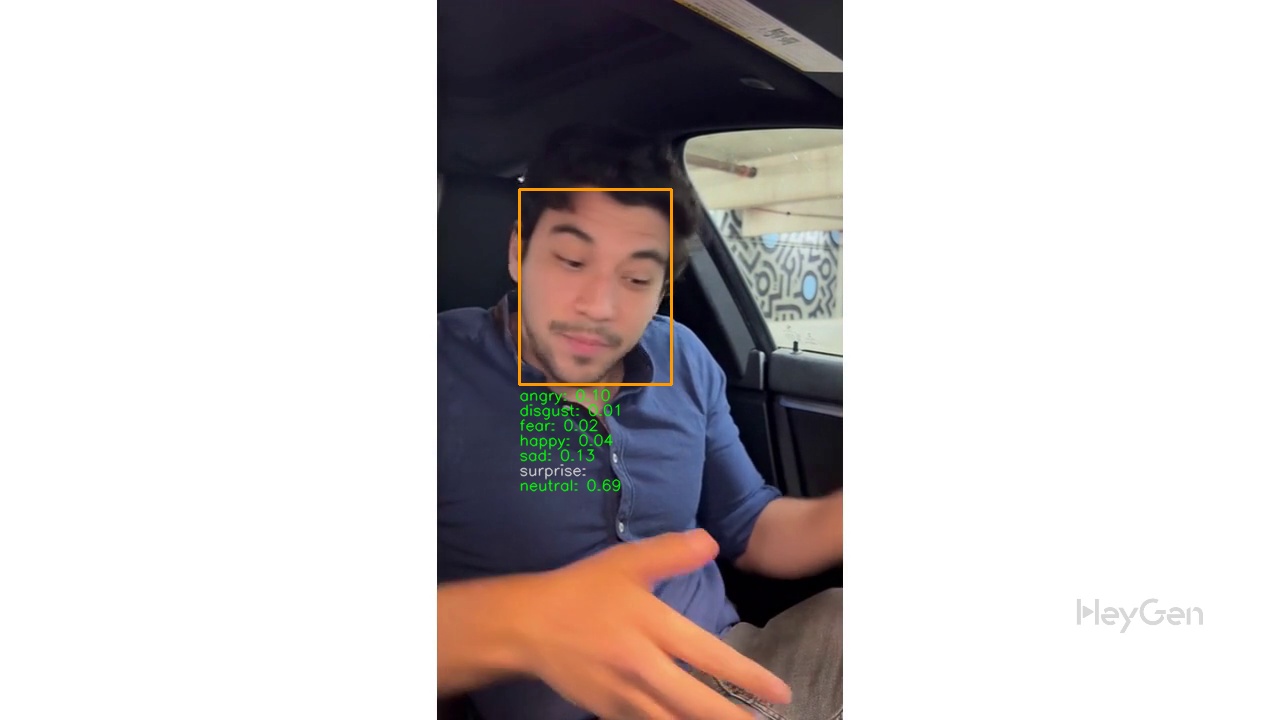 angry: 0.10
disgust: 0.01
fear: 0.02
happy: 0.04
sad: 0.13
surprise:
neutral: 0.69
HeyGen